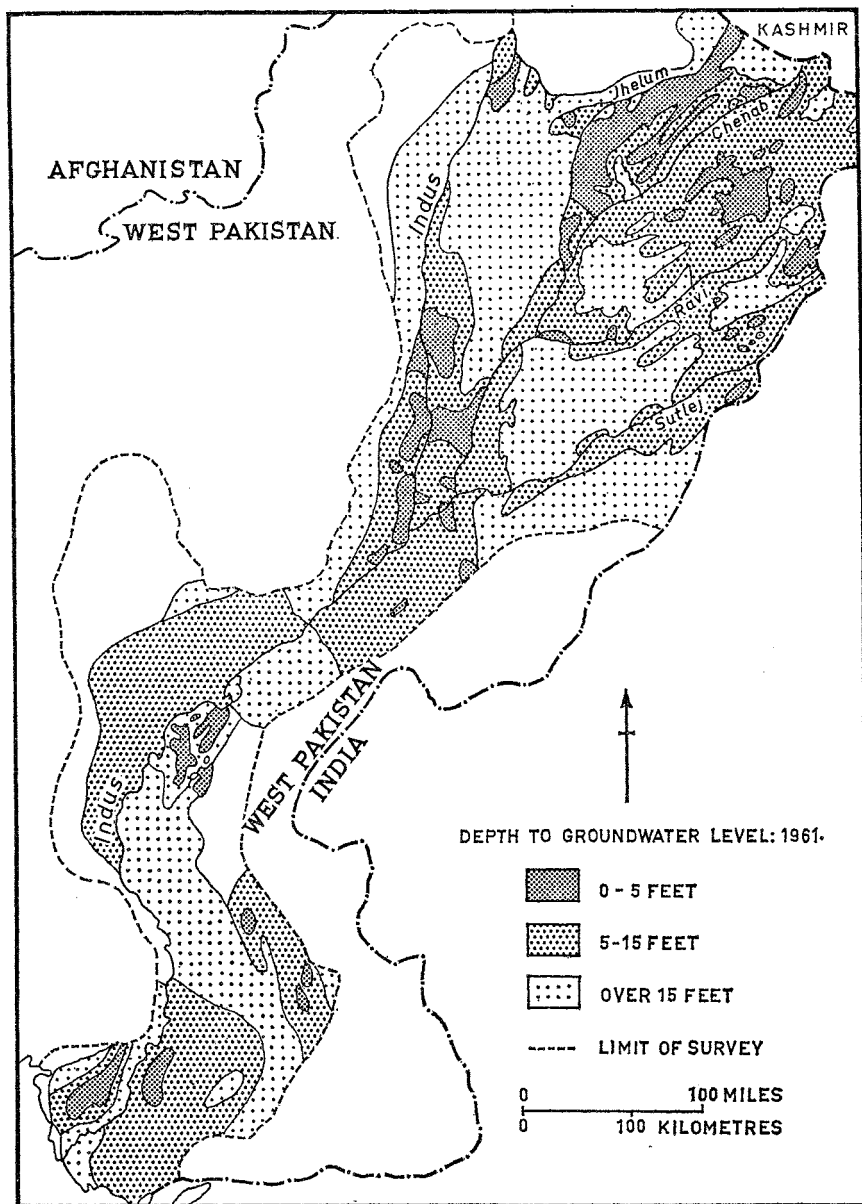 KASHMIR
Jhelum
Chenab
AFGHANISTAN
Indus
WEST PAKISTAN.
Ravi
Sutlej
WEST PAKISTAN
INDIA
Indus
DEPTH TO GROUNDWATER LEVEL: 1961.
0 - 5 FEET
5-15 FEET
OVER 15 FEET
LIMIT OF SURVEY
0 100 MILES
0 100 KILOMETRES